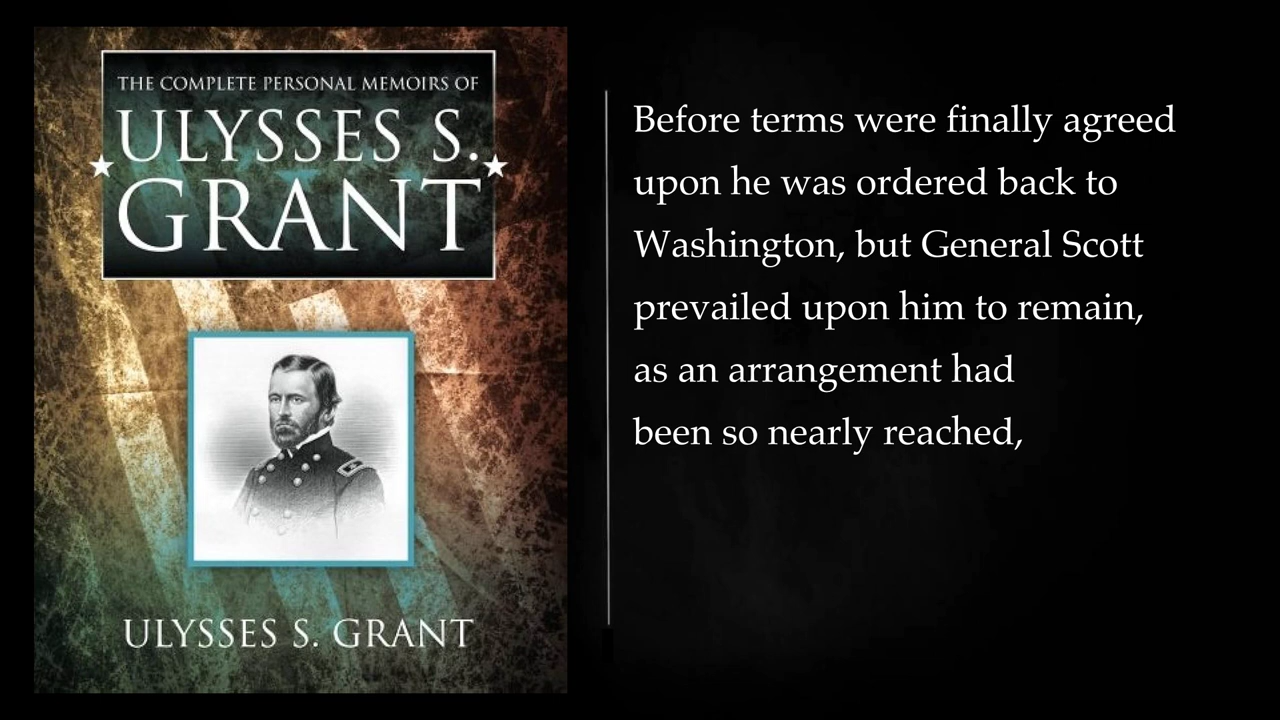 THE COMPLETE PERSONAL MEMOIRS OF
ULYSSES S.
GRANT
ULYSSES S. GRANT
Before terms were finally agreed
upon he was ordered back to
Washington, but General Scott
prevailed upon him to remain,
as an arrangement had
been so nearly reached,